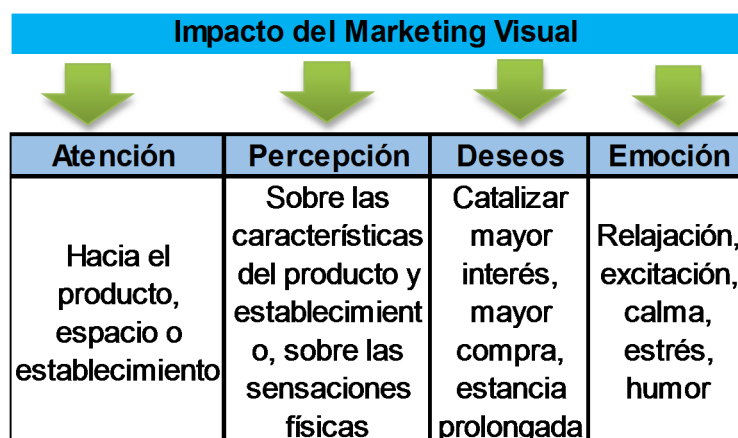 Impacto del Marketing Visual
Atención
Percepción
Deseos
Emoción
Hacia el
producto,
espacio o
establecimiento
Sobre las
características
del producto y
establecimient
o, sobre las
sensaciones
físicas
Catalizar
mayor
interés,
mayor
compra,
estancia
prolongada
Relajación,
excitación,
calma,
estrés,
humor